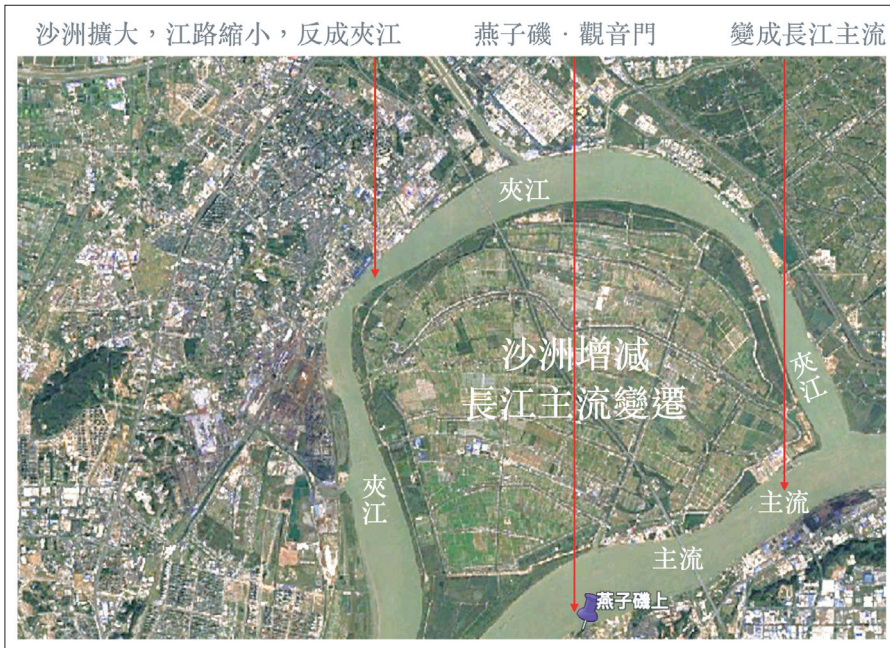 沙洲擴大，江路縮小，反成夾江
燕子磯·觀音門
變成長江主流
夾江
夾江
沙洲增減
長江主流變遷
夾江
主流
主流
燕子磯上